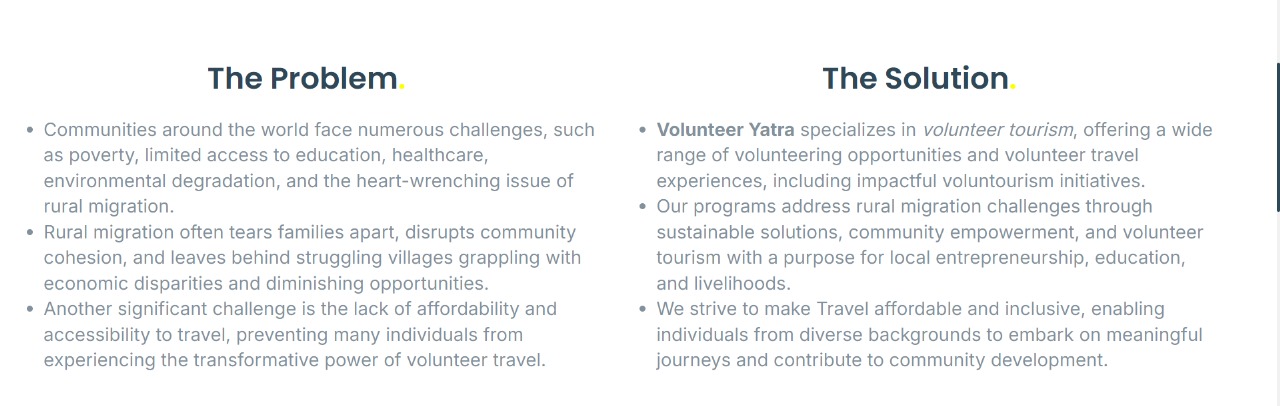 The Problem.
• Communities around the world face numerous challenges, such
as poverty, limited access to education, healthcare,
environmental degradation, and the heart-wrenching issue of
rural migration.
• Rural migration often tears families apart, disrupts community
cohesion, and leaves behind struggling villages grappling with
economic disparities and diminishing opportunities.
• Another significant challenge is the lack of affordability and
accessibility to travel, preventing many individuals from
experiencing the transformative power of volunteer travel.
The Solution.
• Volunteer Yatra specializes in volunteer tourism, offering a wide
range of volunteering opportunities and volunteer travel
experiences, including impactful voluntourism initiatives.
• Our programs address rural migration challenges through
sustainable solutions, community empowerment, and volunteer
tourism with a purpose for local entrepreneurship, education,
and livelihoods.
• We strive to make Travel affordable and inclusive, enabling
individuals from diverse backgrounds to embark on meaningful
journeys and contribute to community development.